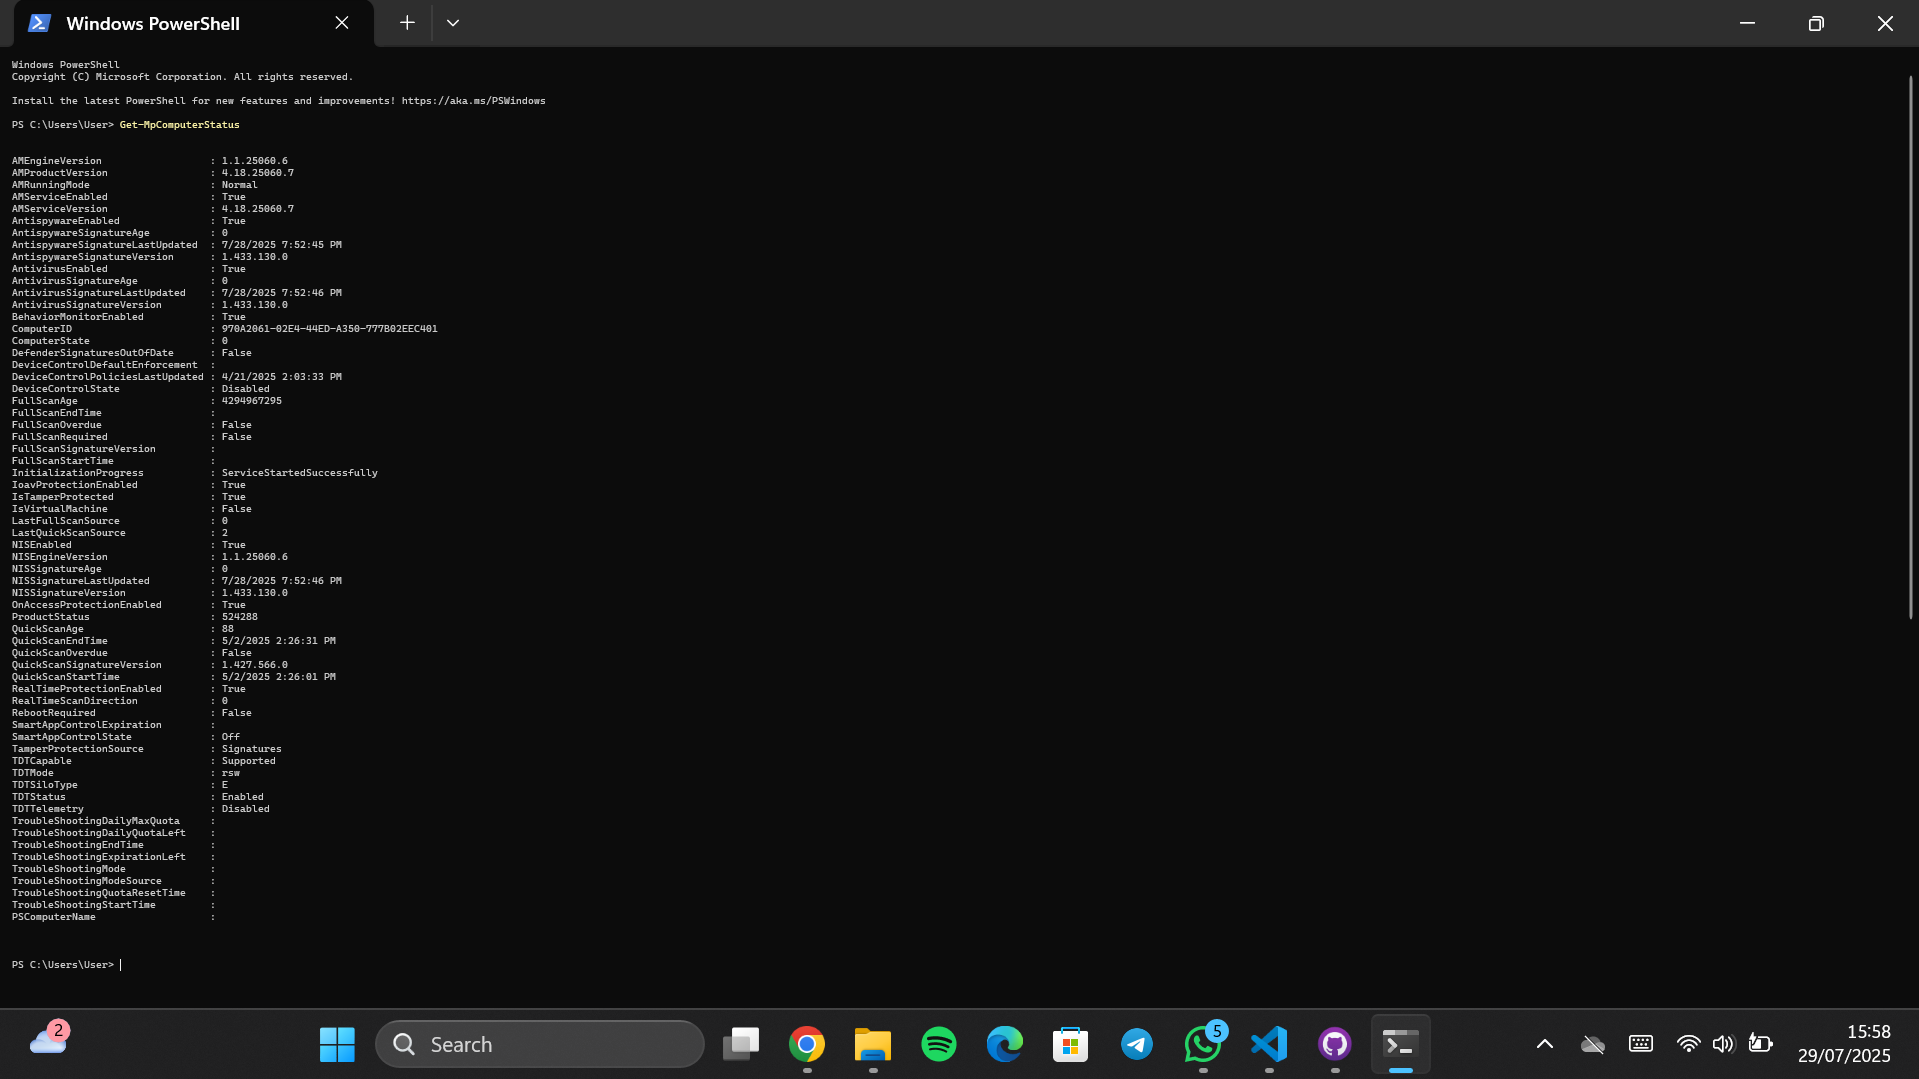 Windows PowerShell
Windows PowerShell
Copyright (C) Microsoft Corporation. All rights reserved.
Install the latest PowerShell for new features and improvements! https://aka.ms/PSWindows
PS C:\Users\User> Get-MpComputerStatus
AMEngineVersion : 1.1.25060.6
AMProductVersion : 4.18.25060.7
AMRunningMode : Normal
AMServiceEnabled : True
AMServiceVersion : 4.18.25060.7
AntispywareEnabled : True
AntispywareSignatureAge : 0
AntispywareSignatureLastUpdated : 7/28/2025 7:52:45 PM
AntispywareSignatureVersion : 1.433.130.0
AntivirusEnabled : True
AntivirusSignatureAge : 0
AntivirusSignatureLastUpdated : 7/28/2025 7:52:46 PM
AntivirusSignatureVersion : 1.433.130.0
BehaviorMonitorEnabled : True
ComputerID : 970A2061-02E4-44ED-A350-777B02EEC401
ComputerState : 0
DefenderSignaturesOutOfDate : False
DeviceControlDefaultEnforcement :
DeviceControlPoliciesLastUpdated : 4/21/2025 2:03:33 PM
DeviceControlState : Disabled
FullScanAge : 4294967295
FullScanEndTime :
FullScanOverdue : False
FullScanRequired : False
FullScanSignatureVersion :
FullScanStartTime :
InitializationProgress : ServiceStartedSuccessfully
IoavProtectionEnabled : True
IsTamperProtected : True
IsVirtualMachine : False
LastFullScanSource : 0
LastQuickScanSource : 2
NISEnabled : True
NISEngineVersion : 1.1.25060.6
NISSignatureAge : 0
NISSignatureLastUpdated : 7/28/2025 7:52:46 PM
NISSignatureVersion : 1.433.130.0
OnAccessProtectionEnabled : True
ProductStatus : 524288
QuickScanAge : 88
QuickScanEndTime : 5/2/2025 2:26:31 PM
QuickScanOverdue : False
QuickScanSignatureVersion : 1.427.566.0
QuickScanStartTime : 5/2/2025 2:26:01 PM
RealTimeProtectionEnabled : True
RealTimeScanDirection : 0
RebootRequired : False
SmartAppControlExpiration :
SmartAppControlState : Off
TamperProtectionSource : Signatures
TDTCapable : Supported
TDTMode : rsw
TDTSiloType : E
TDTStatus : Enabled
TDTTelemetry : Disabled
TroubleShootingDailyMaxQuota :
TroubleShootingDailyQuotaLeft :
TroubleShootingEndTime :
TroubleShootingExpirationLeft :
TroubleShootingMode :
TroubleShootingModeSource :
TroubleShootingQuotaResetTime :
TroubleShootingStartTime :
PSComputerName :
PS C:\Users\User>
2
Search
5
15:58
29/07/2025